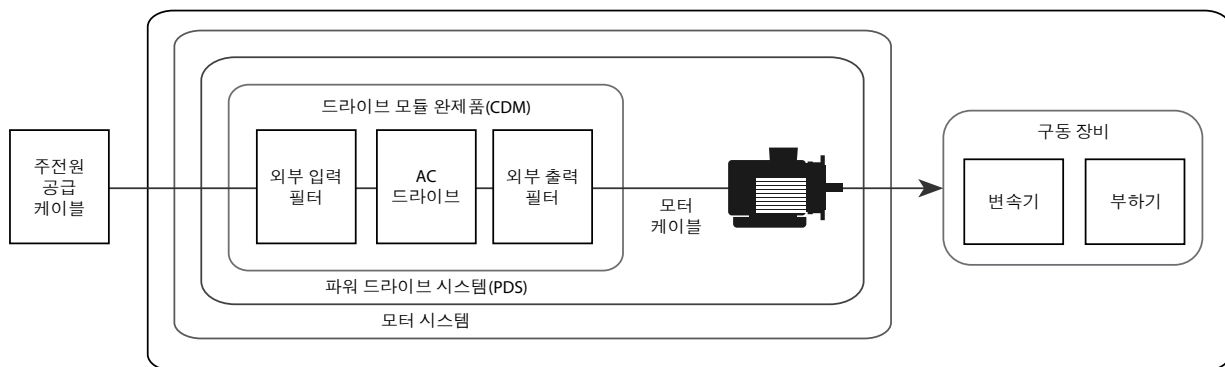 주전원
공급
케이블
드라이브 모듈 완제품(CDM)
외부 입력
필터
AC
드라이브
외부 출력
필터
모터
케이블
파워 드라이브 시스템(PDS)
모터 시스템
구동 장비
변속기
부하기